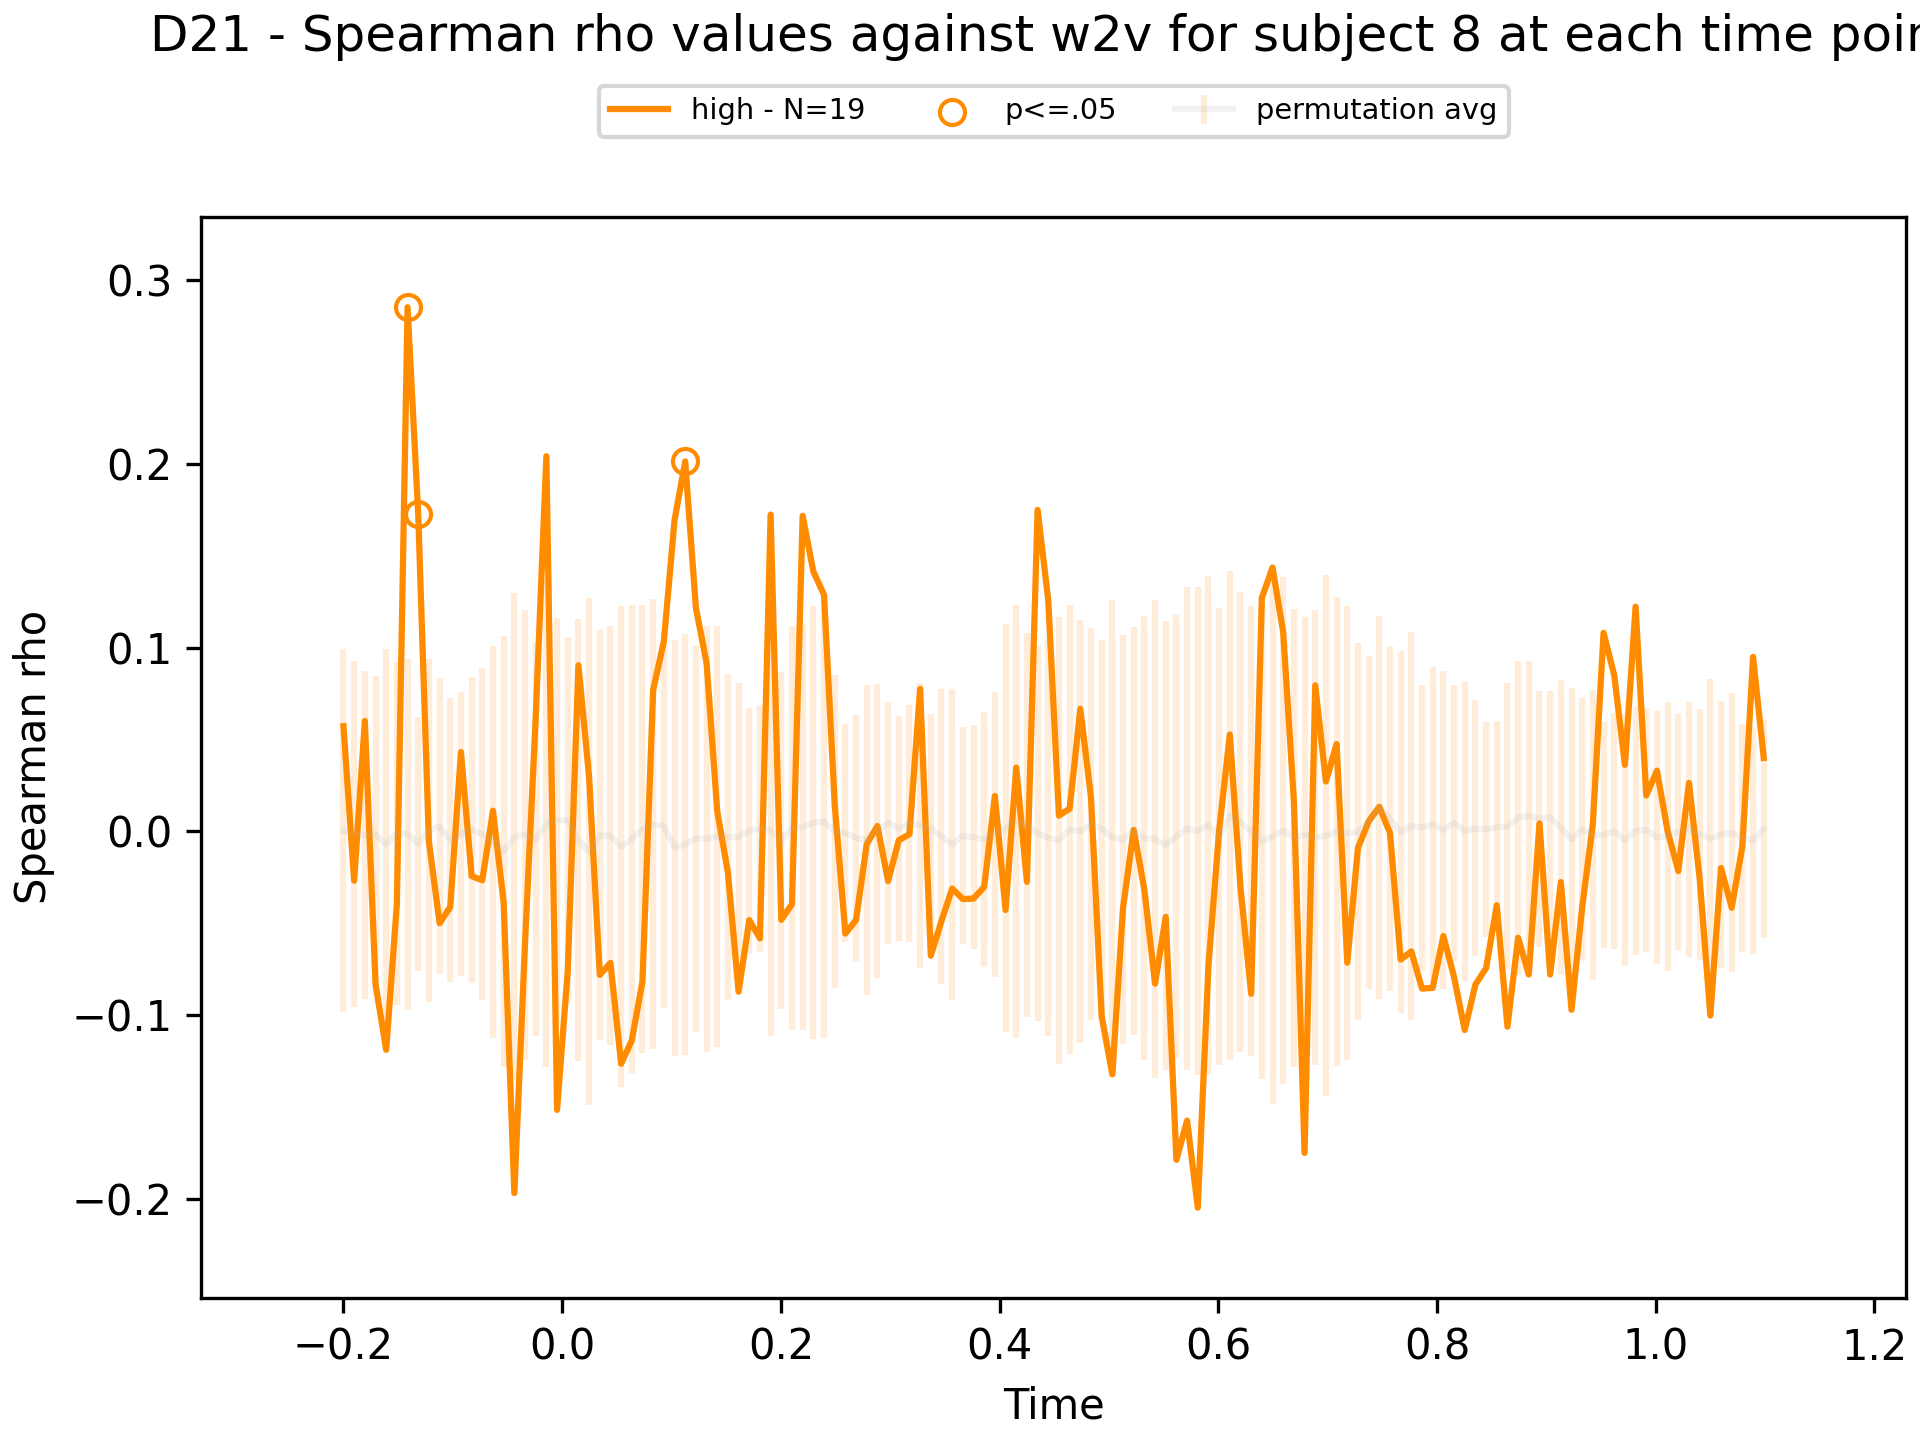 D21 - Spearman rho values against w2v for subject 8 at each time
high - N=19 p<=.05 permutation avg
0.3
0.2
0.1
0.0
−0.1
−0.2
Spearman rho
−0.2 0.0 0.2 0.4 0.6 0.8 1.0 1.2
Time